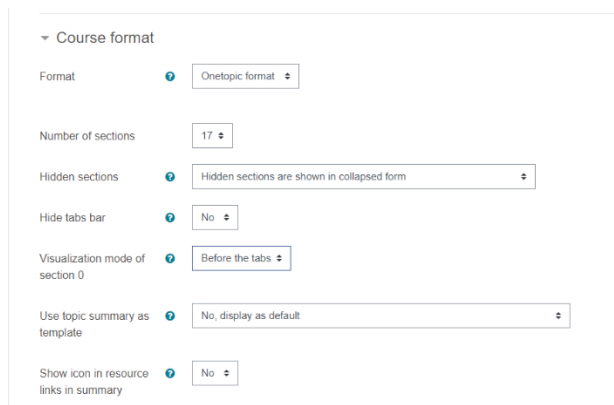 Course format
Format
Onetopic format
Number of sections
17
Hidden sections
Hidden sections are shown in collapsed form
Hide tabs bar
No
Visualization mode of
section 0
Before the tabs
Use topic summary as
template
No, display as default
Show icon in resource
links in summary
No